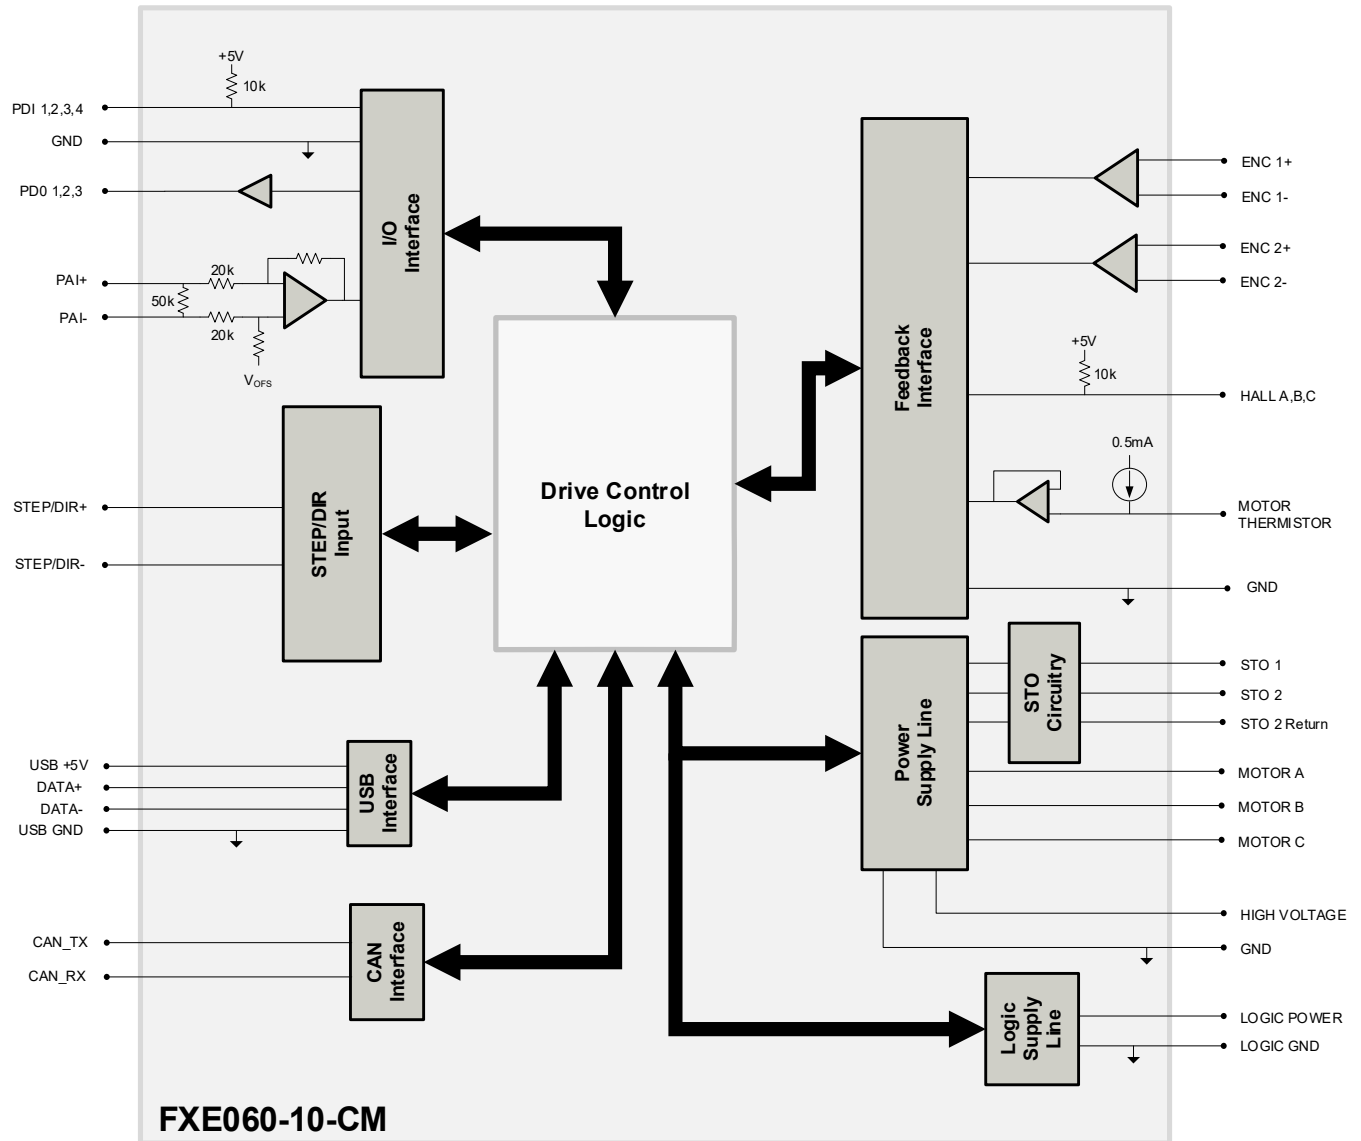 +5V
10k
PDI 1,2,3,4
GND
PD0 1,2,3
PAI+
20k
50k
PAI-
20k
VOFS
I/O
Interface
STEP/DIR+
STEP/DIR-
STEP/DIR
Input
Drive Control
Logic
USB +5V
DATA+
DATA-
USB GND
USB
Interface
CAN_TX
CAN_RX
CAN
Interface
Feedback
Interface
ENC 1+
ENC 1-
ENC 2+
ENC 2-
+5V
10k
HALL A,B,C
0.5mA
MOTOR
THERMISTOR
GND
Power
Supply Line
STO
Circuitry
STO 1
STO 2
STO 2 Return
MOTOR A
MOTOR B
MOTOR C
HIGH VOLTAGE
GND
Logic
Supply
Line
LOGIC POWER
LOGIC GND
FXE060-10-CM